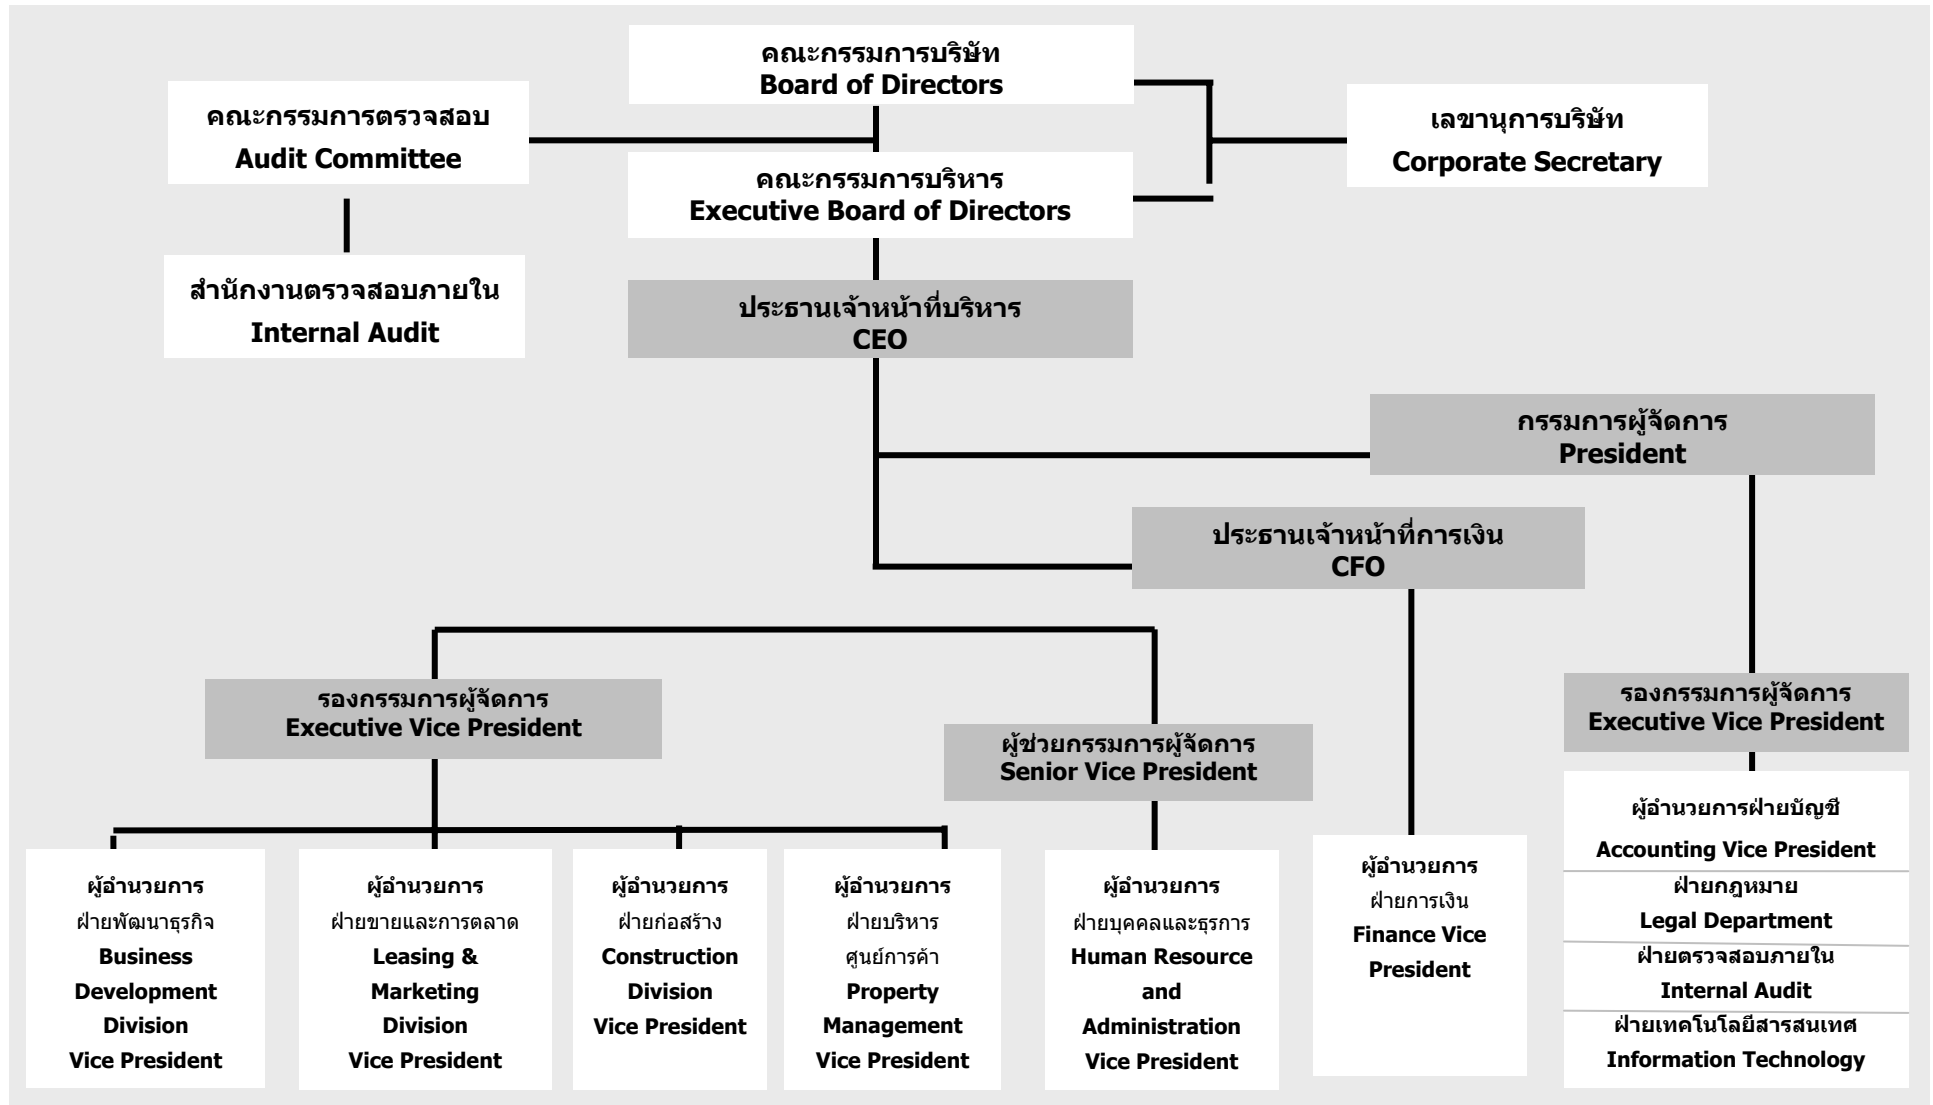 คณะกรรมการบริษัท
Board of Directors
คณะกรรมการตรวจสอบ
Audit Committee
เลขานุการบริษัท
Corporate Secretary
คณะกรรมการบริหาร
Executive Board of Directors
สำนักงานตรวจสอบภายใน
Internal Audit
ประธานเจ้าหน้าที่บริหาร
CEO
กรรมการผู้จัดการ
President
ประธานเจ้าหน้าที่การเงิน
CFO
รองกรรมการผู้จัดการ
Executive Vice President
ผู้ช่วยกรรมการผู้จัดการ
Senior Vice President
รองกรรมการผู้จัดการ
Executive Vice President
ผู้อำนวยการ
ฝ่ายพัฒนาธุรกิจ
Business
Development
Division
Vice President
ผู้อำนวยการ
ฝ่ายขายและการตลาด
Leasing &
Marketing
Division
Vice President
ผู้อำนวยการ
ฝ่ายก่อสร้าง
Construction
Division
Vice President
ผู้อำนวยการ
ฝ่ายบริหาร
ศูนย์การค้า
Property
Management
Vice President
ผู้อำนวยการ
ฝ่ายบุคคลและธุรการ
Human Resource
and
Administration
Vice President
ผู้อำนวยการ
ฝ่ายการเงิน
Finance Vice
President
ผู้อำนวยการฝ่ายบัญชี
Accounting Vice President
ฝ่ายกฎหมาย
Legal Department
ฝ่ายตรวจสอบภายใน
Internal Audit
ฝ่ายเทคโนโลยีสารสนเทศ
Information Technology